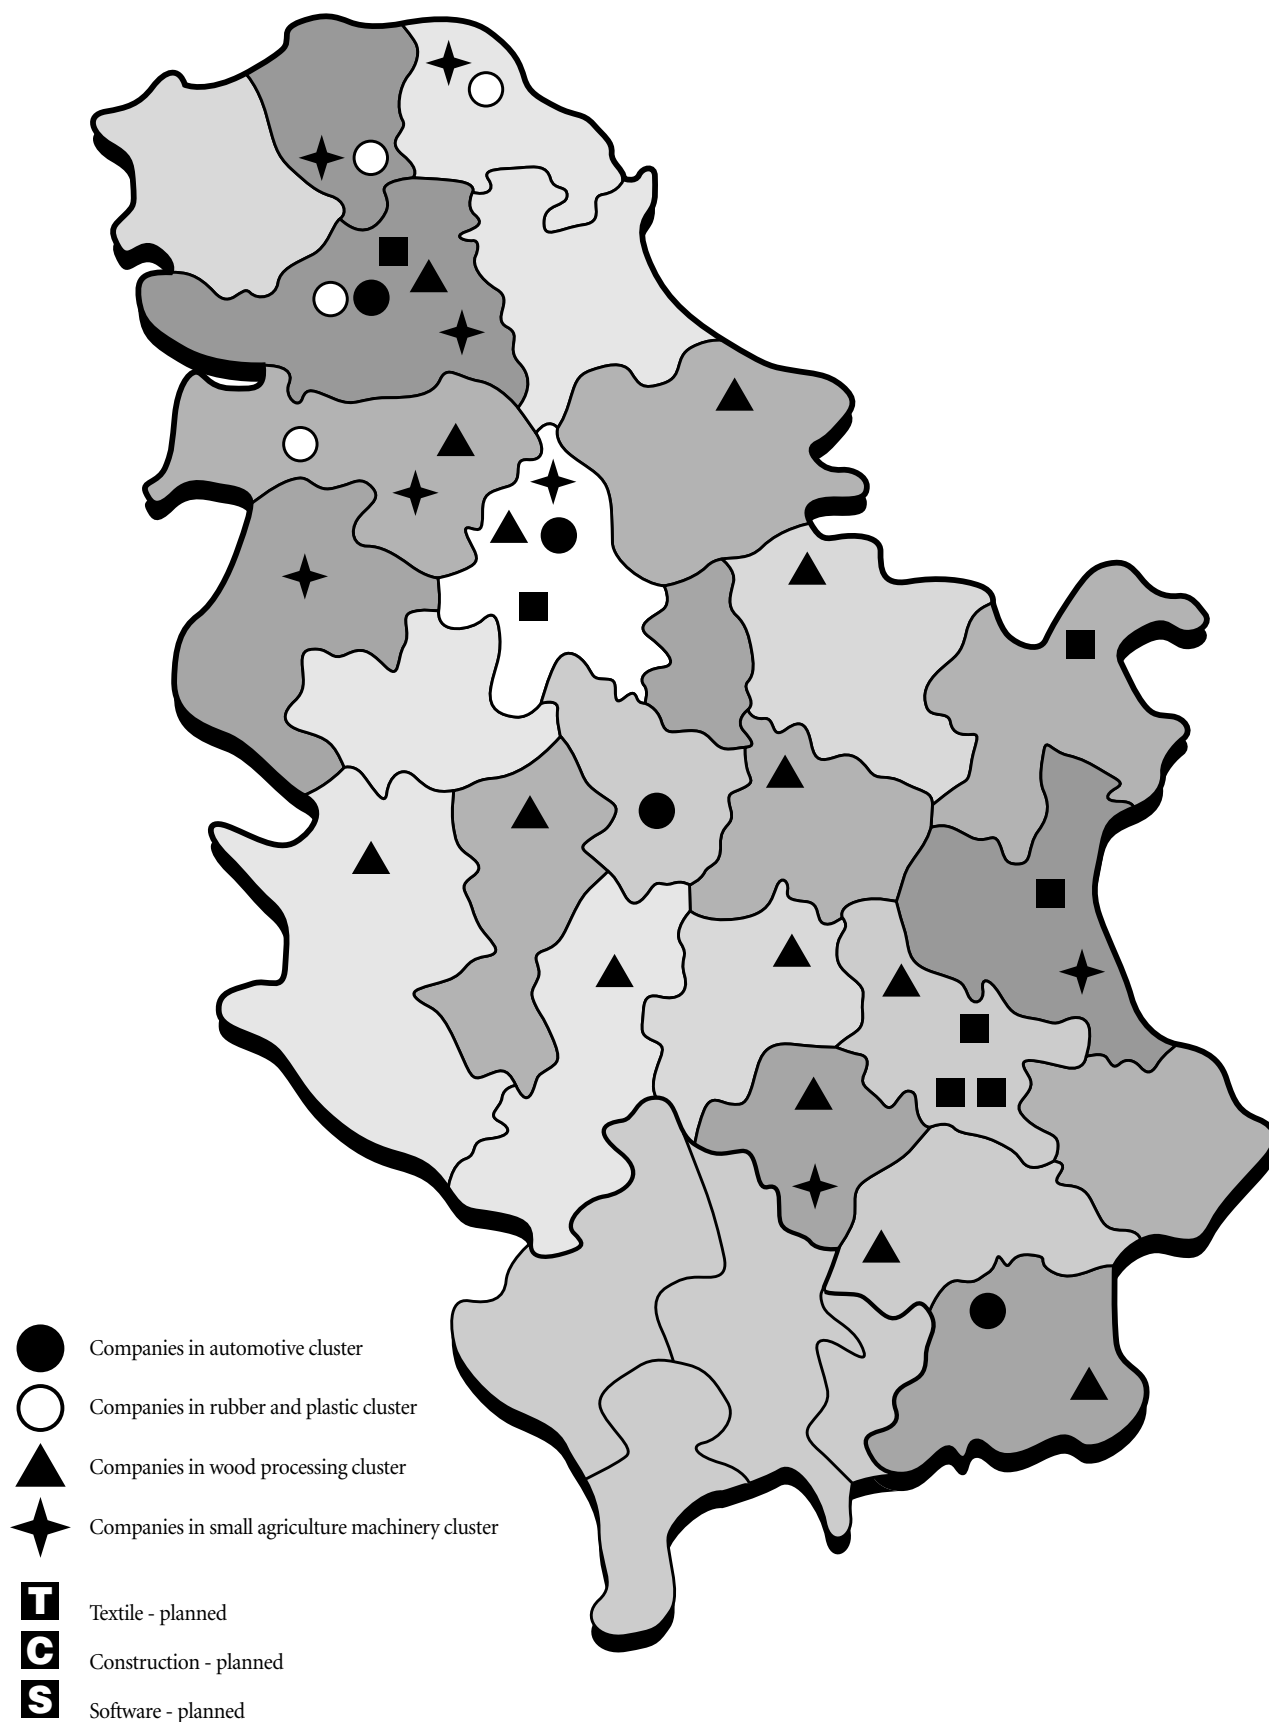 Companies in automotive cluster
Companies in rubber and plastic cluster
Companies in wood processing cluster
Companies in small agriculture machinery cluster
T Textile - planned
C Construction - planned
S Software - planned